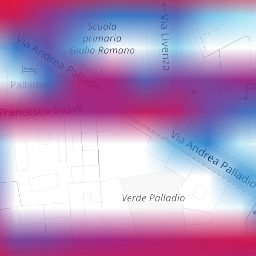 Scuola
primaria
Giulio Romano
Via Livenza
Via Andrea Palladio
Palladio
Francesco Soave
Via Andrea Palladio
Verde Palladio